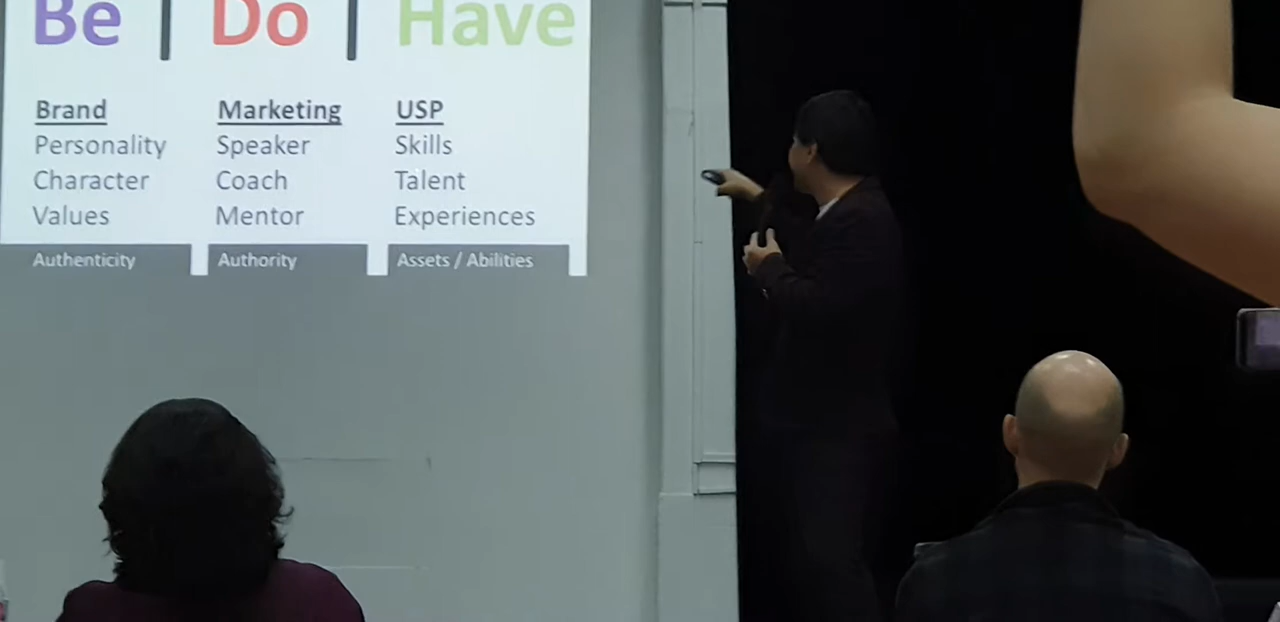 Be | Do | Have
Brand
Personality
Character
Values
Authenticity
Marketing
Speaker
Coach
Mentor
Authority
USP
Skills
Talent
Experiences
Assets / Abilities